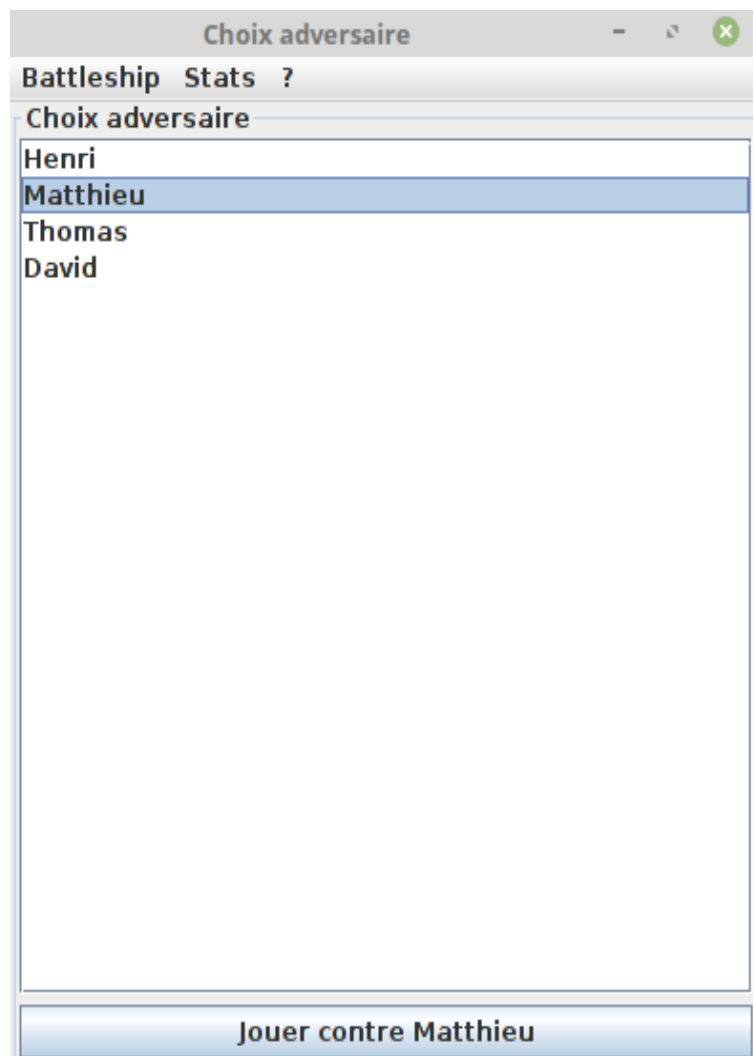 Choix adversaire
Battleship Stats ?
Choix adversaire
Henri
Matthieu
Thomas
David
Jouer contre Matthieu